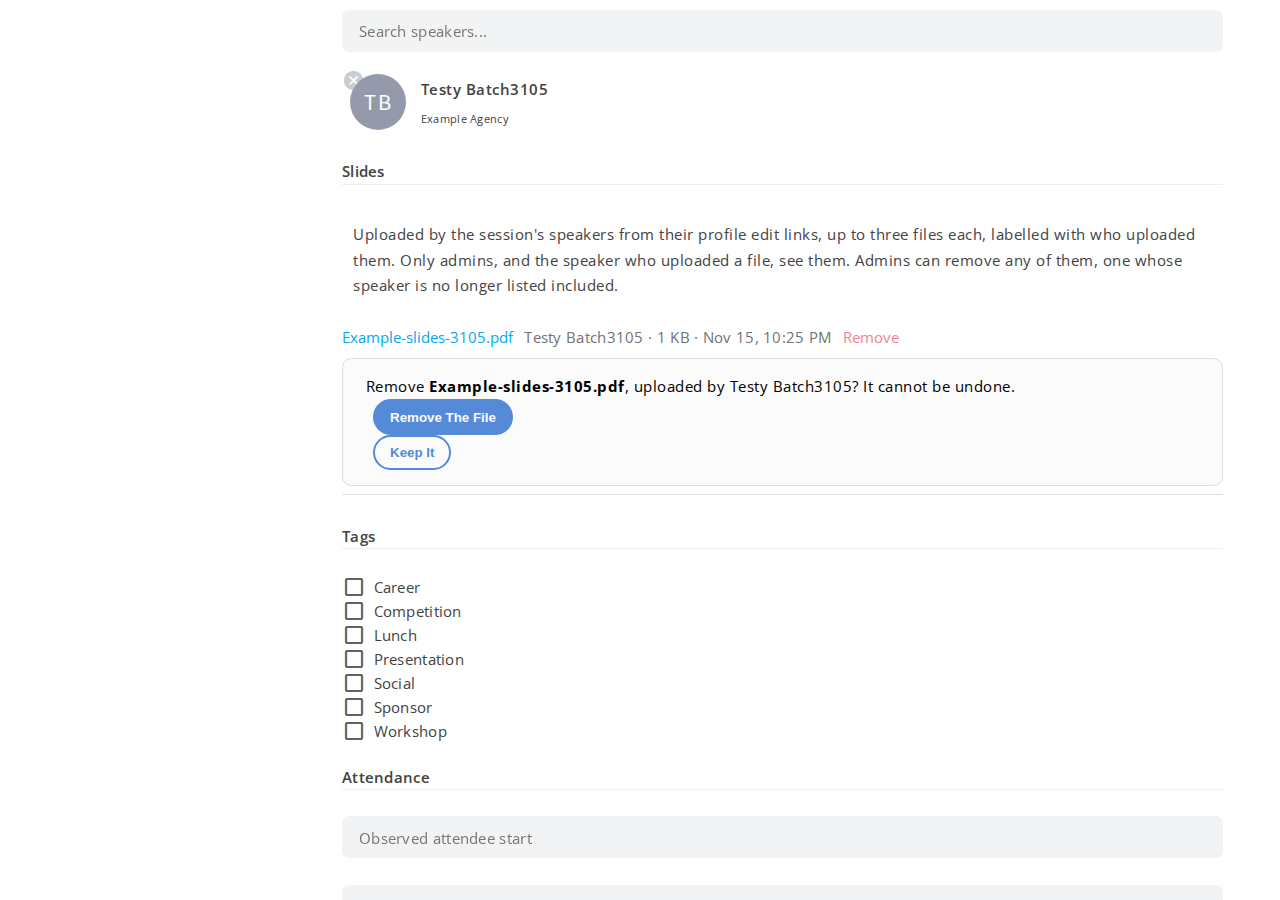 Search speakers...
TB
Testy Batch3105
Example Agency
Slides
Uploaded by the session's speakers from their profile edit links, up to three files each, labelled with who uploaded
them. Only admins, and the speaker who uploaded a file, see them. Admins can remove any of them, one whose
speaker is no longer listed included.
Example-slides-3105.pdf Testy Batch3105 · 1 KB · Nov 15, 10:25 PM Remove
Remove Example-slides-3105.pdf, uploaded by Testy Batch3105? It cannot be undone.
Remove The File
Keep It
Tags
Career
Competition
Lunch
Presentation
Social
Sponsor
Workshop
Attendance
Observed attendee start